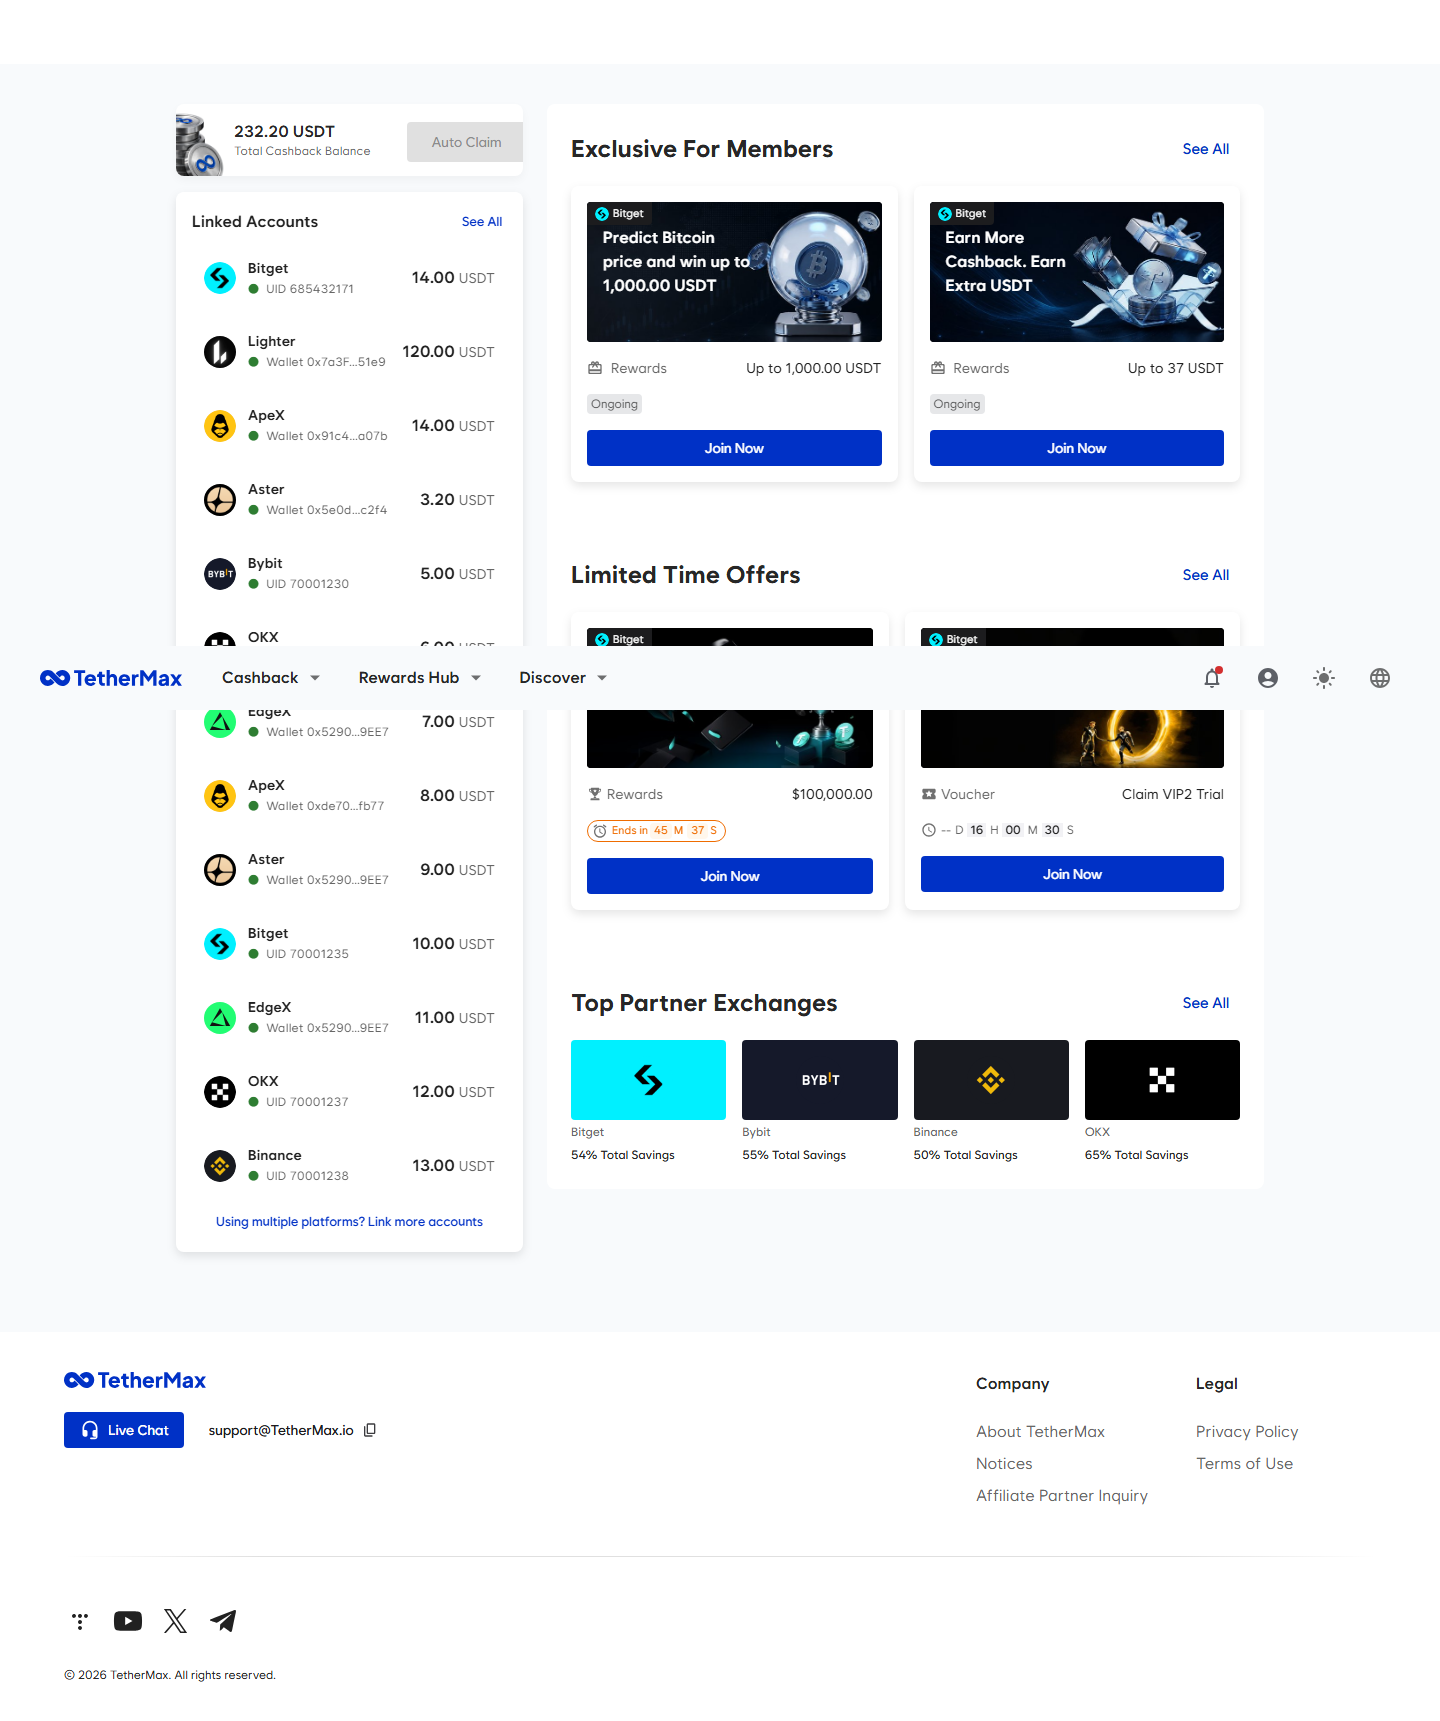 232.20 USDT
Total Cashback Balance
Auto Claim
Linked Accounts
See All
Bitget
UID 685432171
14.00 USDT
Lighter
Wallet 0x7a3F...51e9
120.00 USDT
ApeX
Wallet 0x91c4...a07b
14.00 USDT
Aster
Wallet 0x5e0d...c2f4
3.20 USDT
BYBIT
Bybit
UID 70001230
5.00 USDT
OKX
TetherMax
Cashback
Rewards Hub
Discover
EdgeX
Wallet 0x5290...9EE7
7.00 USDT
ApeX
Wallet 0xde70...fb77
8.00 USDT
Aster
Wallet 0x5290...9EE7
9.00 USDT
Bitget
UID 70001235
10.00 USDT
EdgeX
Wallet 0x5290...9EE7
11.00 USDT
OKX
UID 70001237
12.00 USDT
Binance
UID 70001238
13.00 USDT
Using multiple platforms? Link more accounts
Exclusive For Members
See All
Bitget
Predict Bitcoin
price and win up to
1,000.00 USDT
Rewards
Up to 1,000.00 USDT
Ongoing
Join Now
Bitget
Earn More
Cashback. Earn
Extra USDT
Rewards
Up to 37 USDT
Ongoing
Join Now
Limited Time Offers
See All
Bitget
Rewards
$100,000.00
Ends in 45 M 37 S
Join Now
Bitget
Voucher
Claim VIP2 Trial
-- D 16 H 00 M 30 S
Join Now
Top Partner Exchanges
See All
Bitget
54% Total Savings
BYBIT
Bybit
55% Total Savings
Binance
50% Total Savings
OKX
65% Total Savings
TetherMax
Live Chat
support@TetherMax.io
Company
About TetherMax
Notices
Affiliate Partner Inquiry
Legal
Privacy Policy
Terms of Use
© 2026 TetherMax. All rights reserved.